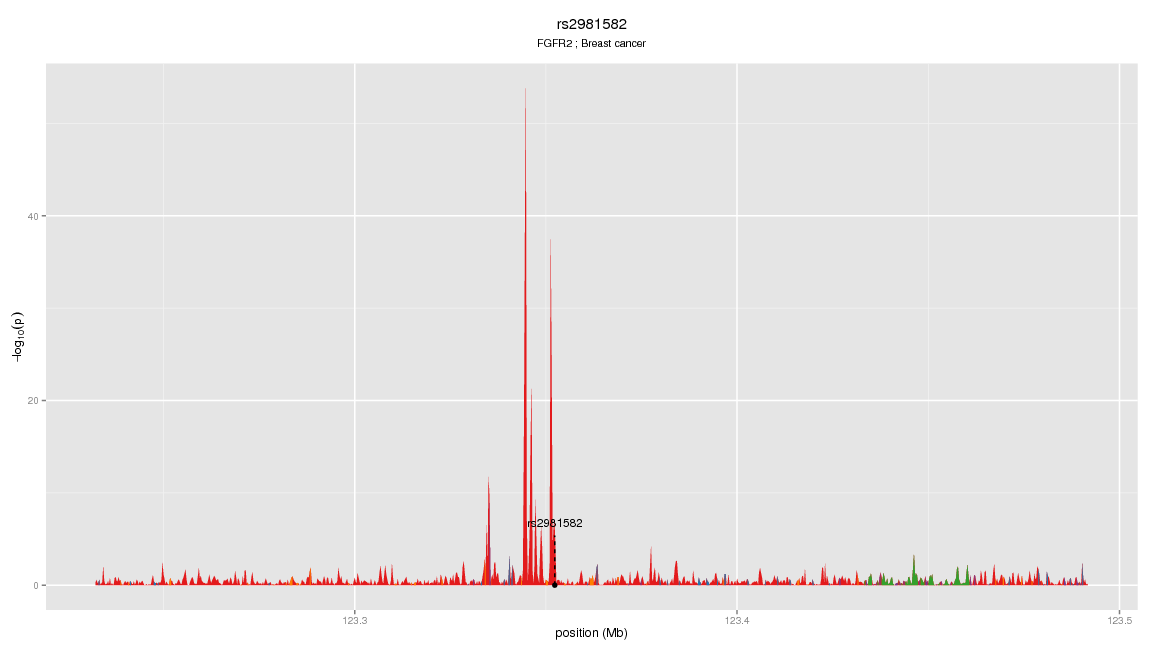 rs2981582
FGFR2 ; Breast cancer
−log10(p)
40
20
0
rs2981582
123.3
123.4
123.5
position (Mb)